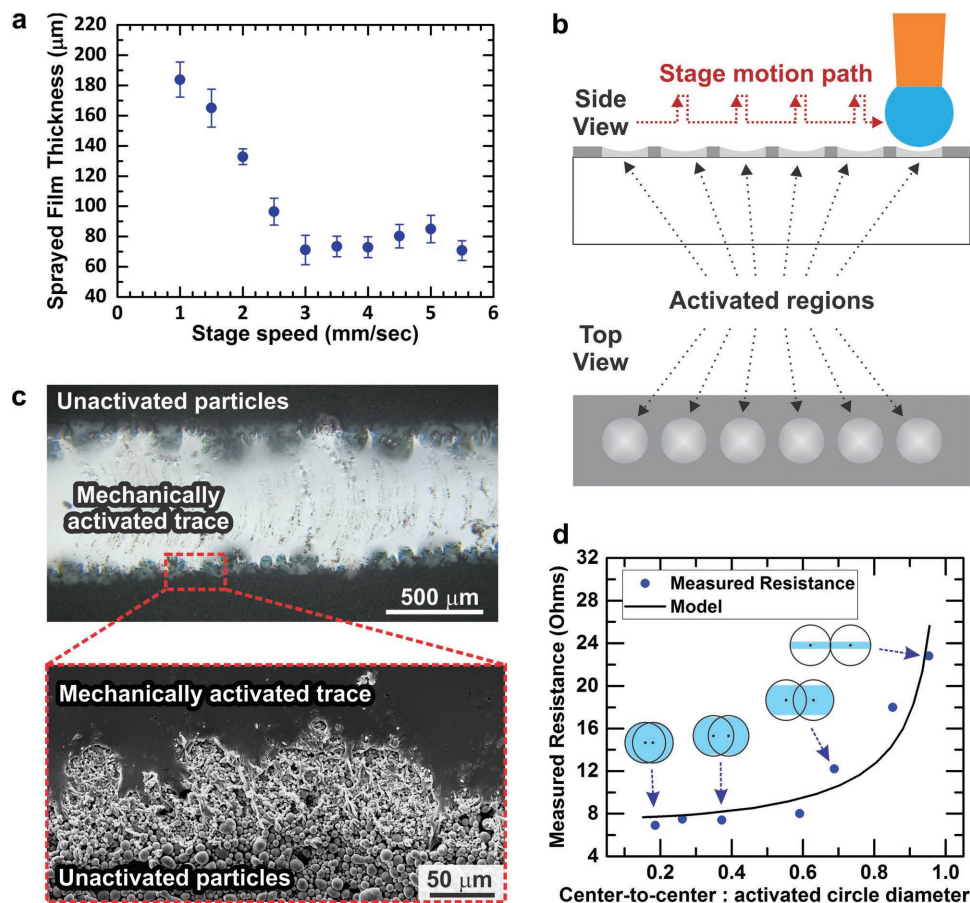 a
Sprayed Film Thickness (μm)
220
200
180
160
140
120
100
80
60
40
0
1
2
3
4
5
6
Stage speed (mm/sec)
b
Stage motion path
Side
View
Activated regions
Top
View
c
Unactivated particles
Mechanically
activated trace
500 μm
Mechanically activated trace
Unactivated particles
50 μm
d
Measured Resistance (Ohms)
32
28
24
20
16
12
8
4
Measured Resistance
Model
0.2
0.4
0.6
0.8
1.0
Center-to-center : activated circle diameter